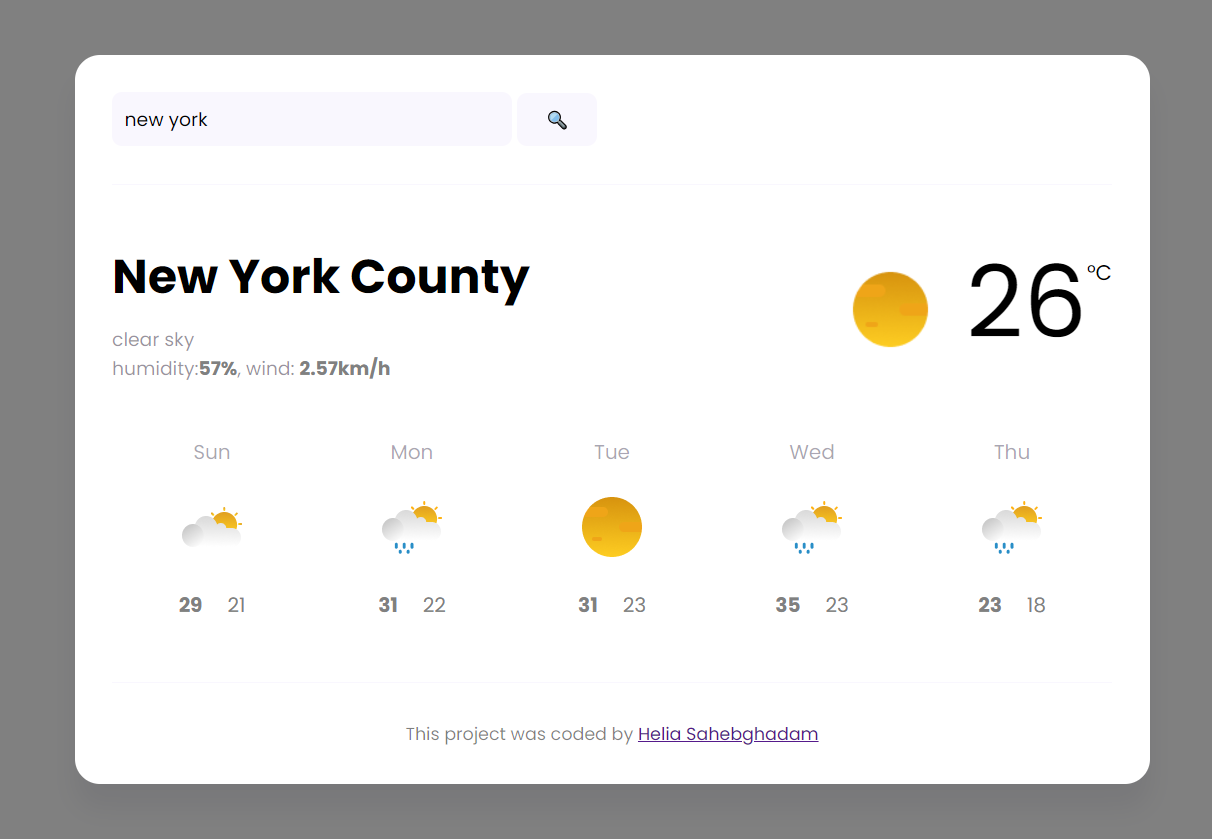 new york
New York County
26 °C
clear sky
humidity:57%, wind: 2.57km/h
Sun Mon Tue Wed Thu
29 21 31 22 31 23 35 23 23 18
This project was coded by Helia Sahebghadam